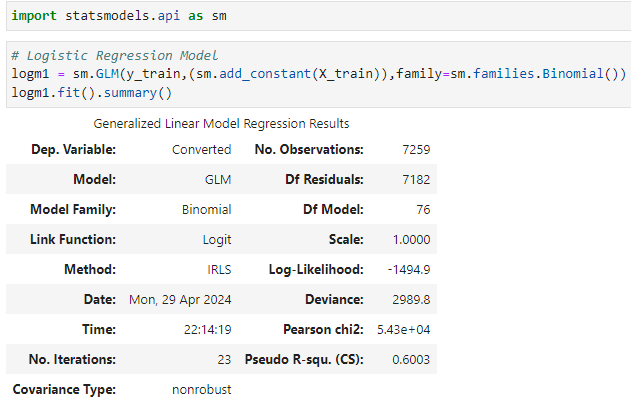 import statsmodels.api as sm
# Logistic Regression Model
logm1 = sm.GLM(y_train,(sm.add_constant(X_train)),family=sm.families.Binomial())
logm1.fit().summary()
Generalized Linear Model Regression Results
Dep. Variable: Converted No. Observations: 7259
Model: GLM Df Residuals: 7182
Model Family: Binomial Df Model: 76
Link Function: Logit Scale: 1.0000
Method: IRLS Log-Likelihood: -1494.9
Date: Mon, 29 Apr 2024 Deviance: 2989.8
Time: 22:14:19 Pearson chi2: 5.43e+04
No. Iterations: 23 Pseudo R-squ. (CS): 0.6003
Covariance Type: nonrobust